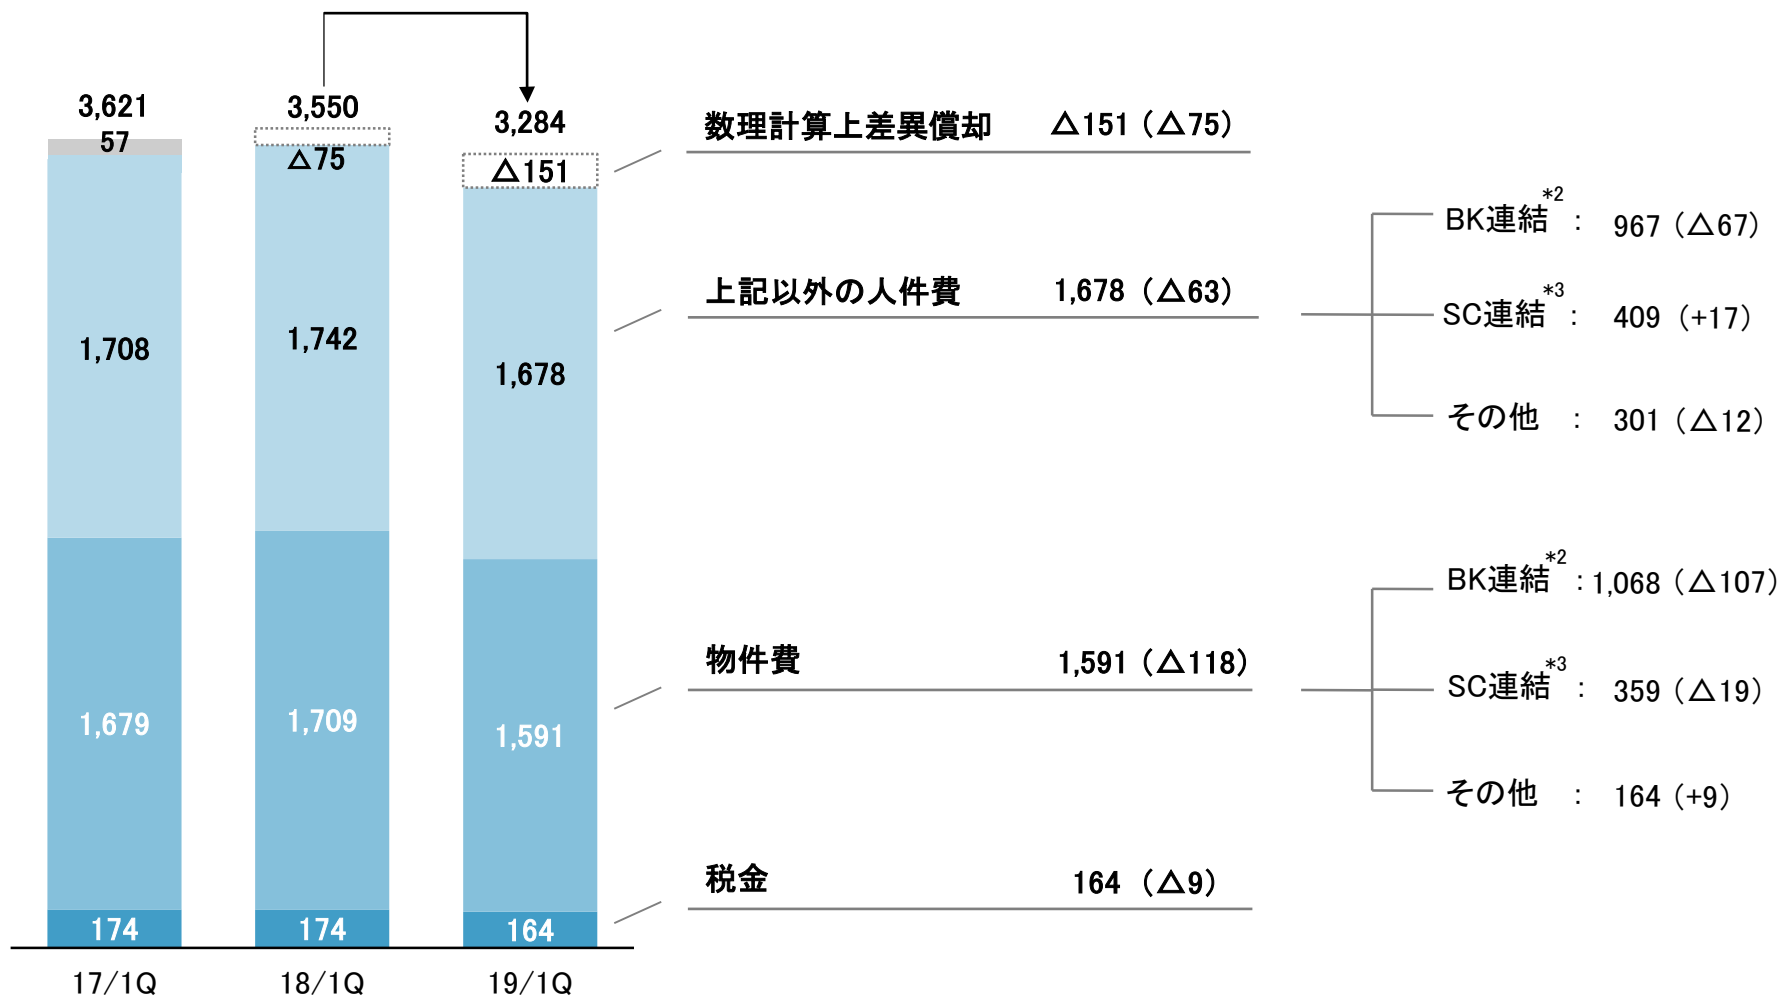 3,621
57
1,708
1,679
174
17/1Q
3,550
△75
1,742
1,709
174
18/1Q
3,284
△151
1,678
1,591
164
19/1Q
数理計算上差異償却 △151 (△75)
上記以外の人件費 1,678 (△63)
BK連結*2 : 967 (△67)
SC連結*3 : 409 (+17)
その他 : 301 (△12)
物件費 1,591 (△118)
BK連結*2 : 1,068 (△107)
SC連結*3 : 359 (△19)
その他 : 164 (+9)
税金 164 (△9)